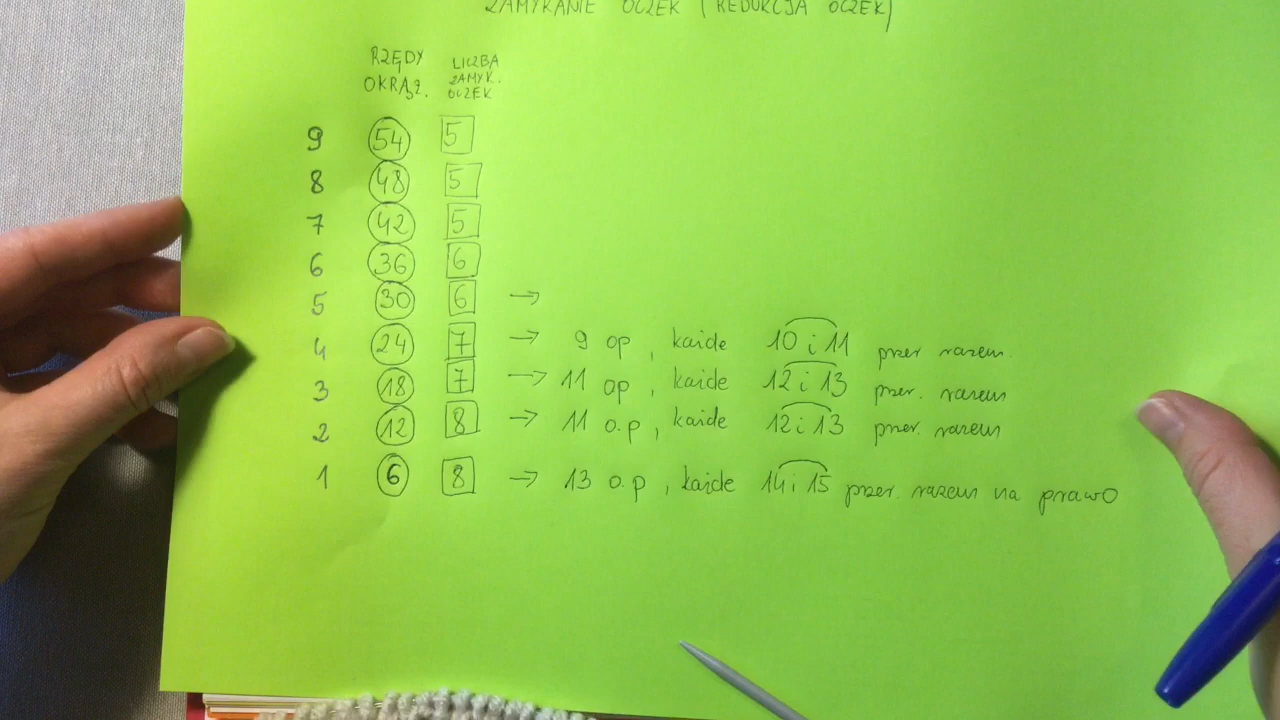 ZAMYKANIE OCZEK (REDUKCJA OCZEK)
RZĘDY OKRĄŻ.
LICZBA ZAMYK. OCZEK
9 54 5
8 48 5
7 42 5
6 36 6
5 30 6 →
4 24 7 → 9 op, każde 10 i 11 przer razem.
3 18 7 → 11 op, każde 12 i 13 przer. razem
2 12 8 → 11 o.p, każde 12 i 13 przer. razem
1 6 8 → 13 o.p, każde 14 i 15 przer. razem na prawo